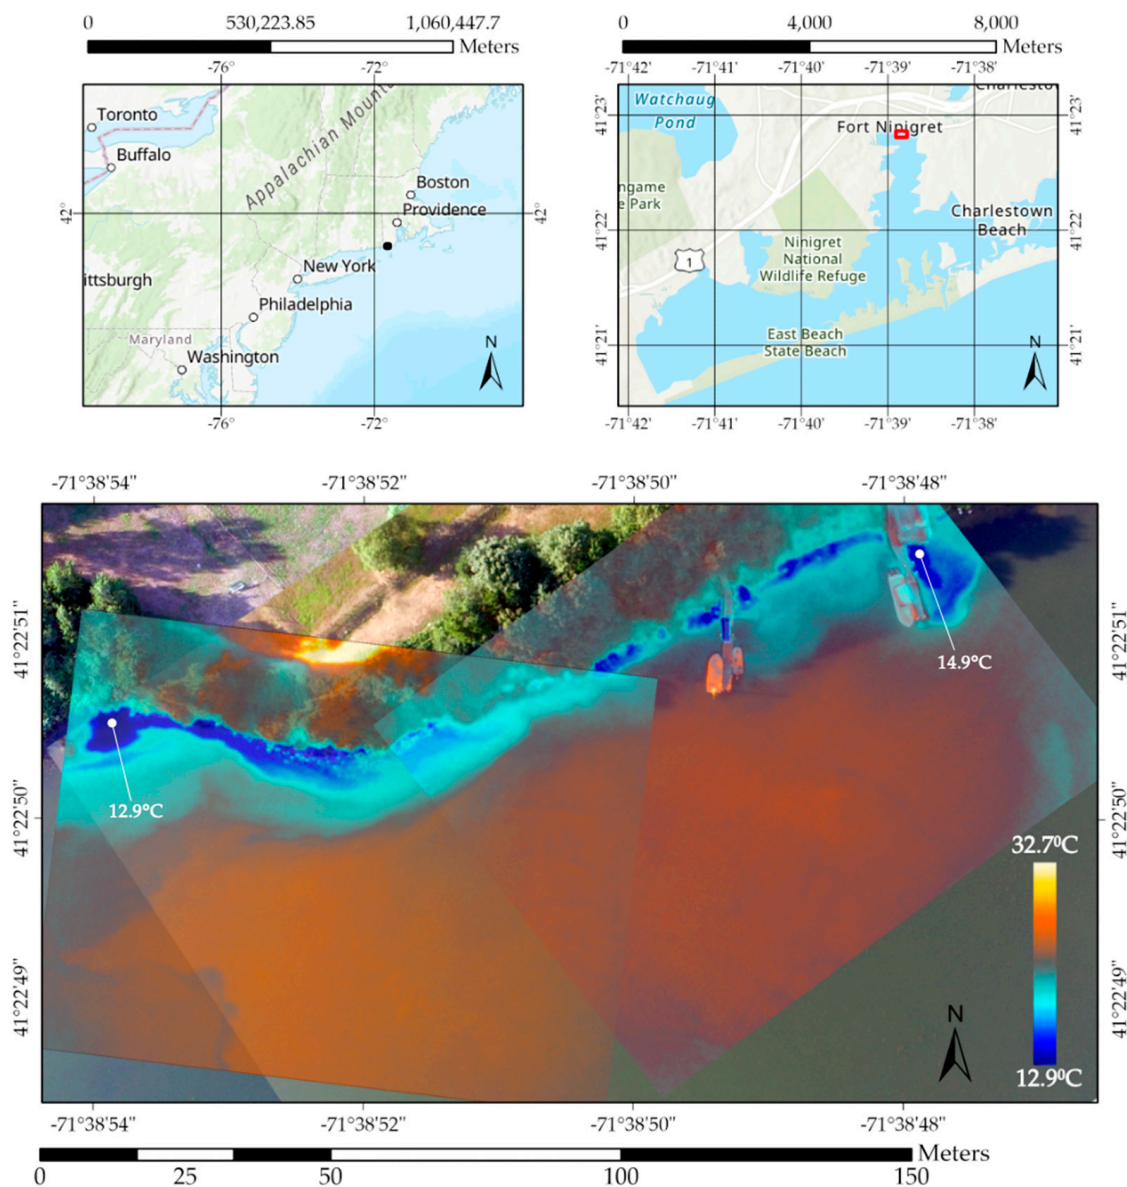 0 530,223.85 1,060,447.7
Meters
-76° -72°
Toronto
Buffalo
Appalachian Mounta
Boston
Providence
42° 42°
New York
ittsburgh
Philadelphia
Maryland
Washington
N
-76° -72°
0 4,000 8,000
Meters
-71°42' -71°41' -71°40' -71°39' -71°38'
Charlesto
Watchaug
Pond
41°23' 41°23'
Fort Ninigret
ngame
e Park
Charlestown
Beach
41°22' 41°22'
Ninigret
National
Wildlife Refuge
1
East Beach
State Beach
41°21' 41°21'
N
-71°42' -71°41' -71°40' -71°39' -71°38'
-71°38'54" -71°38'52" -71°38'50" -71°38'48"
41°22'51" 41°22'51"
14.9°C
12.9°C
41°22'50" 41°22'50"
32.7⁰C
41°22'49" 41°22'49"
N
12.9⁰C
-71°38'54" -71°38'52" -71°38'50" -71°38'48"
Meters
0 25 50 100 150